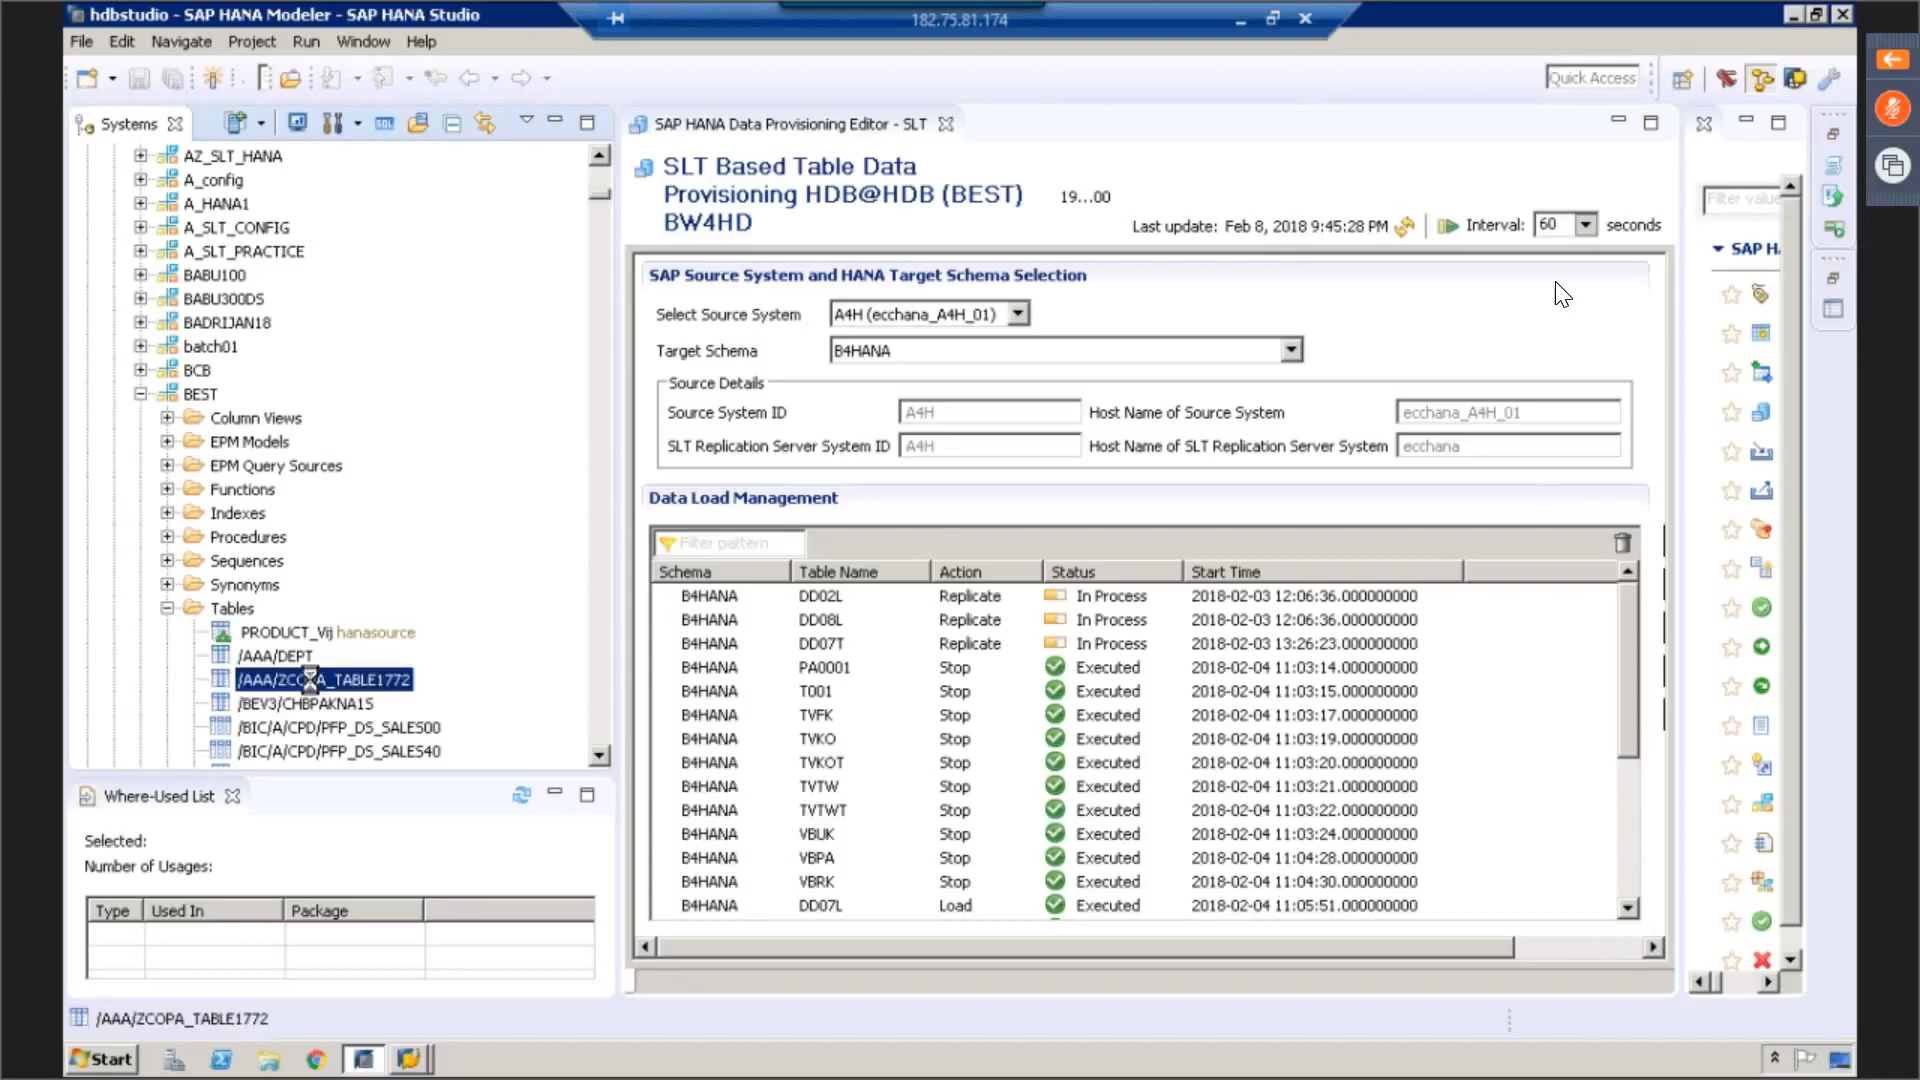 hdbstudio - SAP HANA Modeler - SAP HANA Studio
182.75.81.174
File Edit Navigate Project Run Window Help
Quick Access
Systems
AZ_SLT_HANA
A_config
A_HANA1
A_SLT_CONFIG
A_SLT_PRACTICE
BABU100
BABU300DS
BADRIJAN18
batch01
BCB
BEST
Column Views
EPM Models
EPM Query Sources
Functions
Indexes
Procedures
Sequences
Synonyms
Tables
PRODUCT_Vij hanasource
/AAA/DEPT
/AAA/ZCOPA_TABLE1772
/BEV3/CHBPAKNA1S
/BIC/A/CPD/PFP_DS_SALES00
/BIC/A/CPD/PFP_DS_SALES40
Where-Used List
Selected:
Number of Usages:
Type Used In Package
/AAA/ZCOPA_TABLE1772
Start
SAP HANA Data Provisioning Editor - SLT
SLT Based Table Data
Provisioning HDB@HDB (BEST) 19...00
BW4HD
Last update: Feb 8, 2018 9:45:28 PM Interval: 60 seconds
SAP Source System and HANA Target Schema Selection
Select Source System A4H (ecchana_A4H_01)
Target Schema B4HANA
Source Details
Source System ID A4H Host Name of Source System ecchana_A4H_01
SLT Replication Server System ID A4H Host Name of SLT Replication Server System ecchana
Data Load Management
Filter pattern
Schema Table Name Action Status Start Time
B4HANA DD02L Replicate In Process 2018-02-03 12:06:36.000000000
B4HANA DD08L Replicate In Process 2018-02-03 12:06:36.000000000
B4HANA DD07T Replicate In Process 2018-02-03 13:26:23.000000000
B4HANA PA0001 Stop Executed 2018-02-04 11:03:14.000000000
B4HANA T001 Stop Executed 2018-02-04 11:03:15.000000000
B4HANA TVFK Stop Executed 2018-02-04 11:03:17.000000000
B4HANA TVKO Stop Executed 2018-02-04 11:03:19.000000000
B4HANA TVKOT Stop Executed 2018-02-04 11:03:20.000000000
B4HANA TVTW Stop Executed 2018-02-04 11:03:21.000000000
B4HANA TVTWT Stop Executed 2018-02-04 11:03:22.000000000
B4HANA VBUK Stop Executed 2018-02-04 11:03:24.000000000
B4HANA VBPA Stop Executed 2018-02-04 11:04:28.000000000
B4HANA VBRK Stop Executed 2018-02-04 11:04:30.000000000
B4HANA DD07L Load Executed 2018-02-04 11:05:51.000000000
Filter value
SAP H